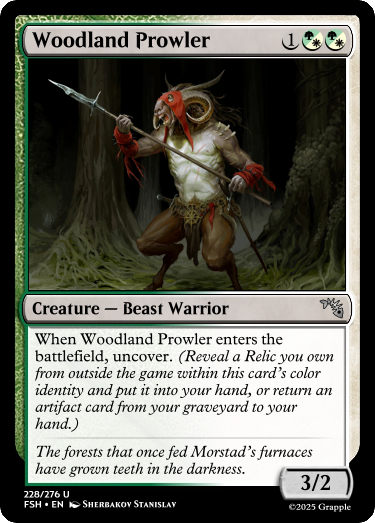 Woodland Prowler 1
Creature — Beast Warrior
When Woodland Prowler enters the
battlefield, uncover. (Reveal a Relic you own
from outside the game within this card's color
identity and put it into your hand, or return an
artifact card from your graveyard to your
hand.)
The forests that once fed Morstad's furnaces
have grown teeth in the darkness.
3/2
228/276 U
FSH • EN Sherbakov Stanislav
©2025 Grapple